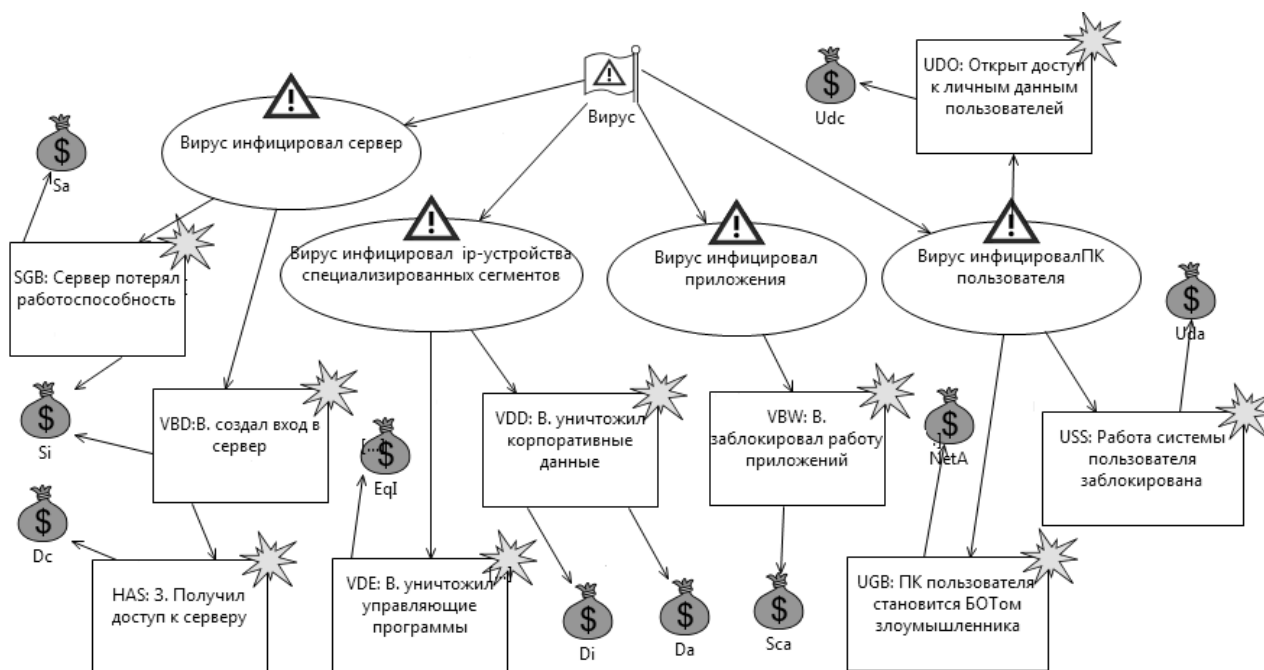 Вирус
UDO: Открыт доступ
к личным данным
пользователей
Udc
Вирус инфицировал сервер
Sa
Вирус инфицировал ip-устройства
специализированных сегментов
Вирус инфицировал
приложения
Вирус инфицировалПК
пользователя
SGB: Сервер потерял
работоспособность
Uda
Si
VBD:В. создал вход в
сервер
[...]
EqI
VDD: В. уничтожил
корпоративные
данные
VBW: В.
заблокировал работу
приложений
.]
NetA
USS: Работа системы
пользователя
заблокирована
Dc
HAS: З. Получил
доступ к серверу
VDE: В. уничтожил
управляющие
программы
Di
Da
Sca
UGB: ПК пользователя
становится БОТом
злоумышленника